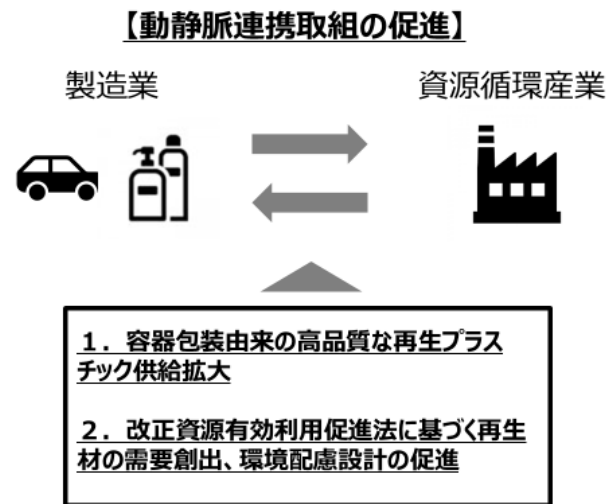 【動静脈連携取組の促進】
製造業
資源循環産業
１．容器包装由来の高品質な再生プラス
チック供給拡大
２．改正資源有効利用促進法に基づく再生
材の需要創出、環境配慮設計の促進